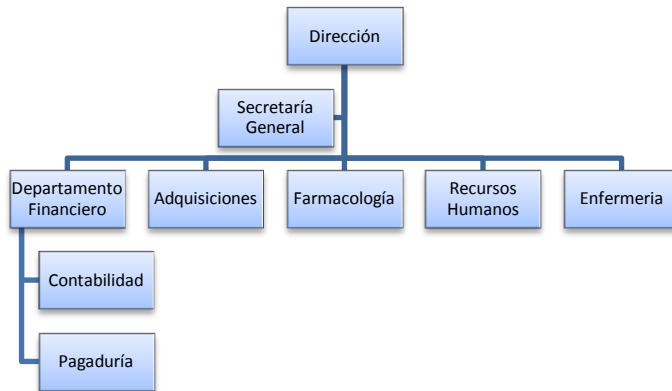 Dirección
Secretaría
General
Departamento
Financiero
Adquisiciones
Farmacología
Recursos
Humanos
Enfermeria
Contabilidad
Pagaduría